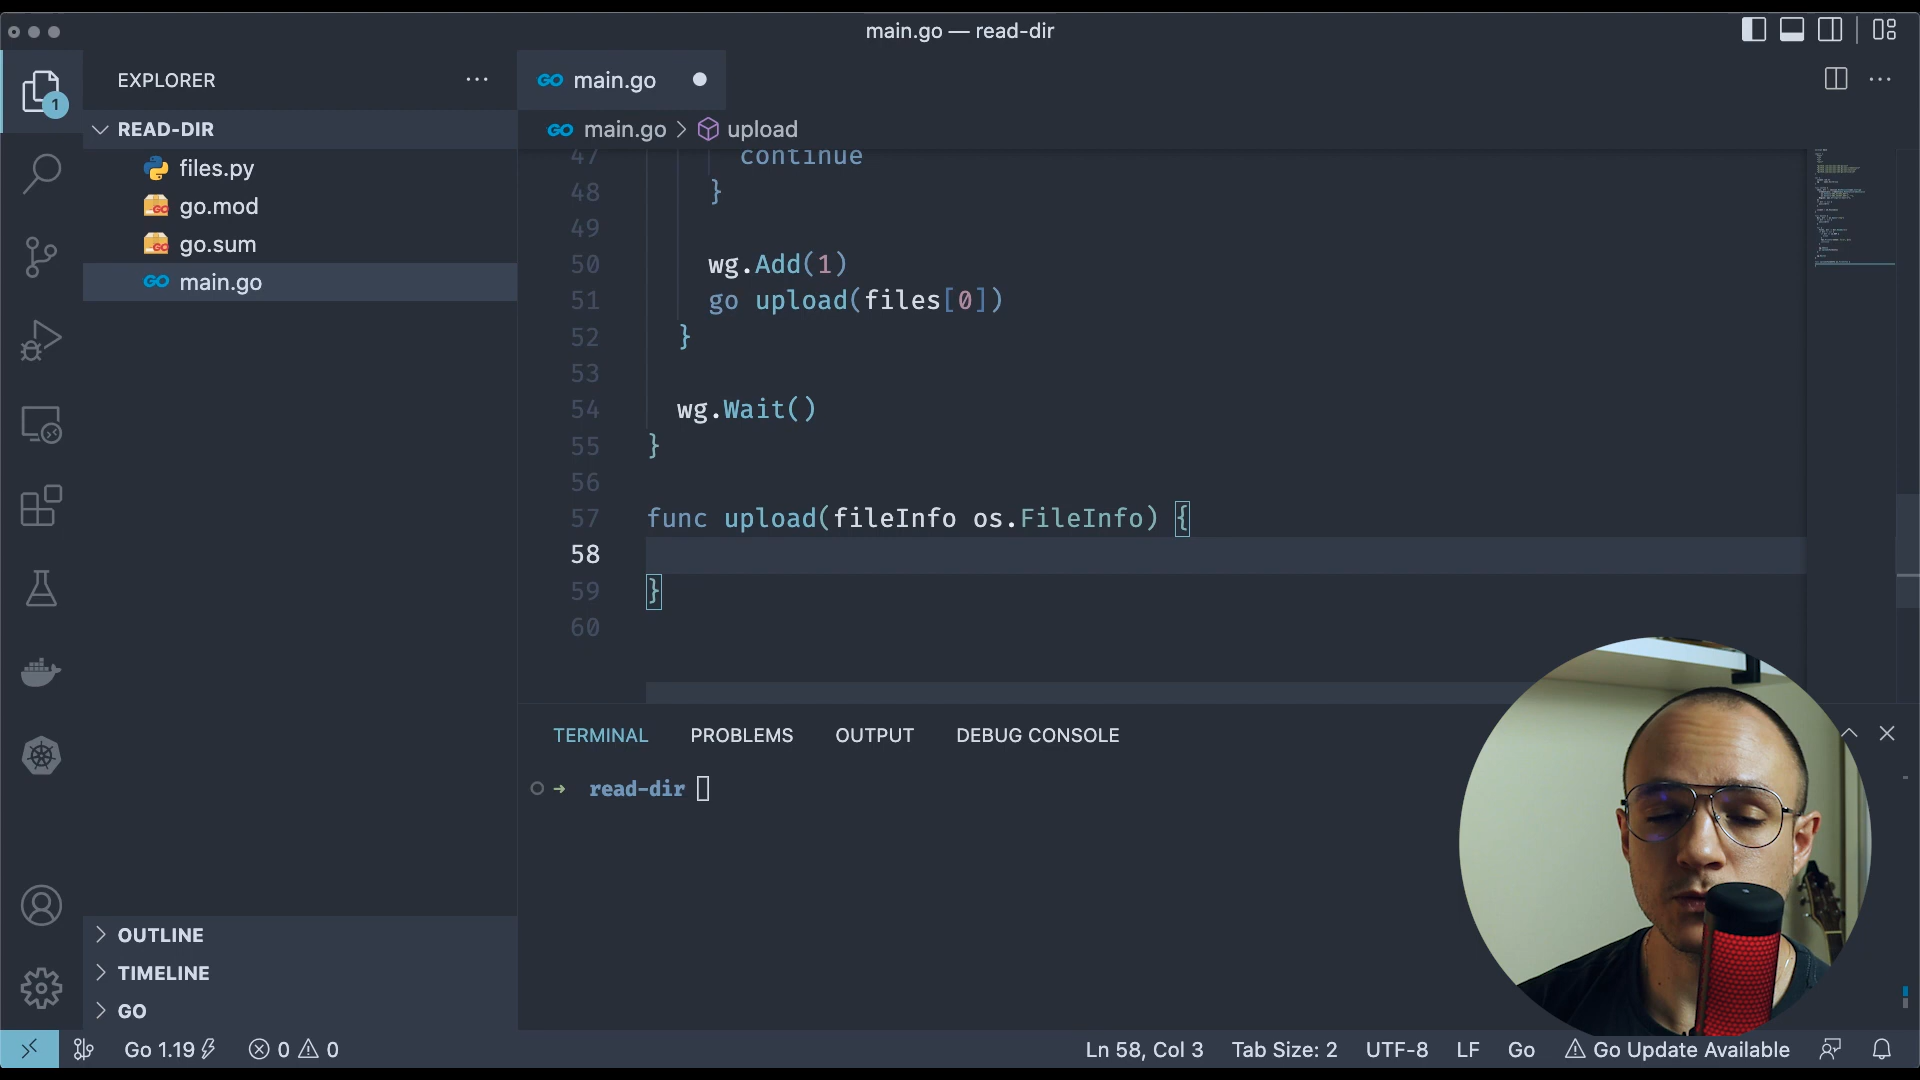 main.go — read-dir
EXPLORER
READ-DIR
files.py
go.mod
go.sum
main.go
1
main.go
main.go > upload
47 continue
48 }
49
50 wg.Add(1)
51 go upload(files[0])
52 }
53
54 wg.Wait()
55 }
56
57 func upload(fileInfo os.FileInfo) {
58
59 }
60
TERMINAL PROBLEMS OUTPUT DEBUG CONSOLE
➜ read-dir
OUTLINE
TIMELINE
GO
Go 1.19 0 0 Ln 58, Col 3 Tab Size: 2 UTF-8 LF Go Go Update Available